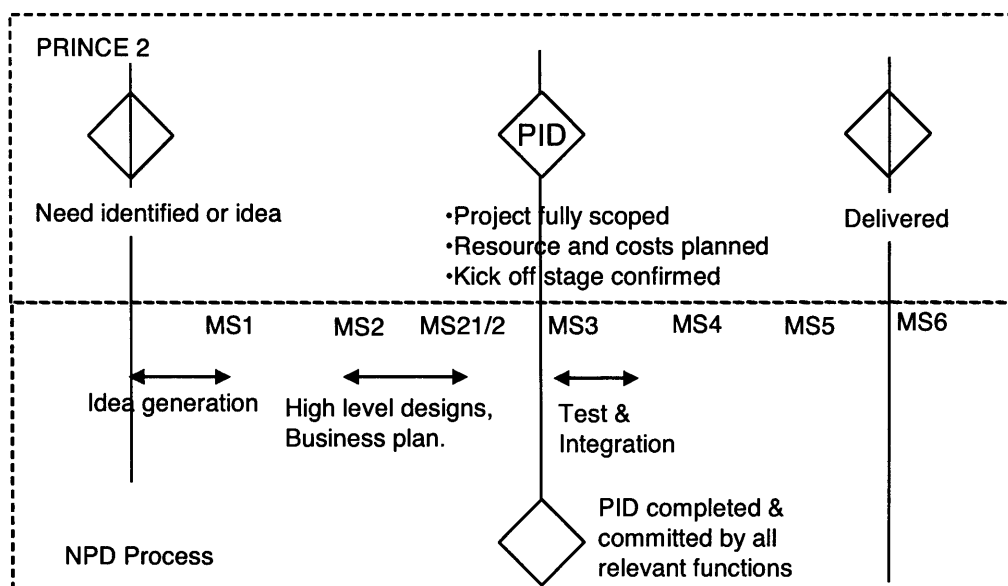 PRINCE 2
PID
Need identified or idea
•Project fully scoped
•Resource and costs planned
•Kick off stage confirmed
Delivered
MS1 MS2 MS21/2 MS3 MS4 MS5 MS6
Idea generation
High level designs,
Business plan.
Test &
Integration
PID completed &
committed by all
relevant functions
NPD Process